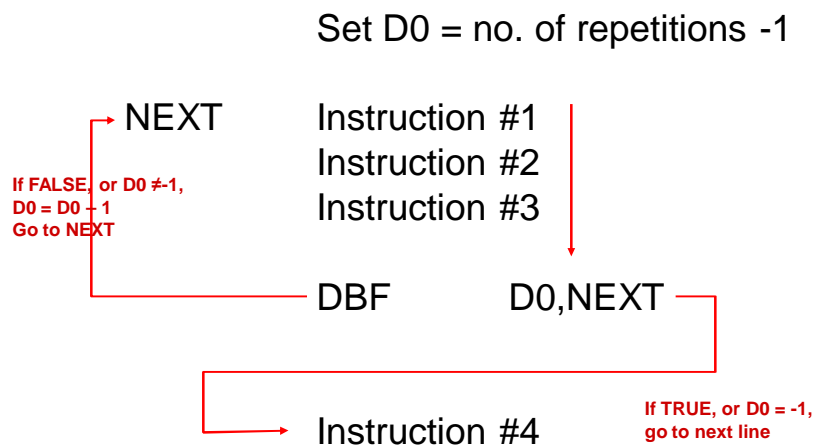 Set D0 = no. of repetitions -1
NEXT Instruction #1
Instruction #2
Instruction #3
If FALSE, or D0 ≠-1,
D0 = D0 – 1
Go to NEXT
DBF D0,NEXT
Instruction #4
If TRUE, or D0 = -1,
go to next line